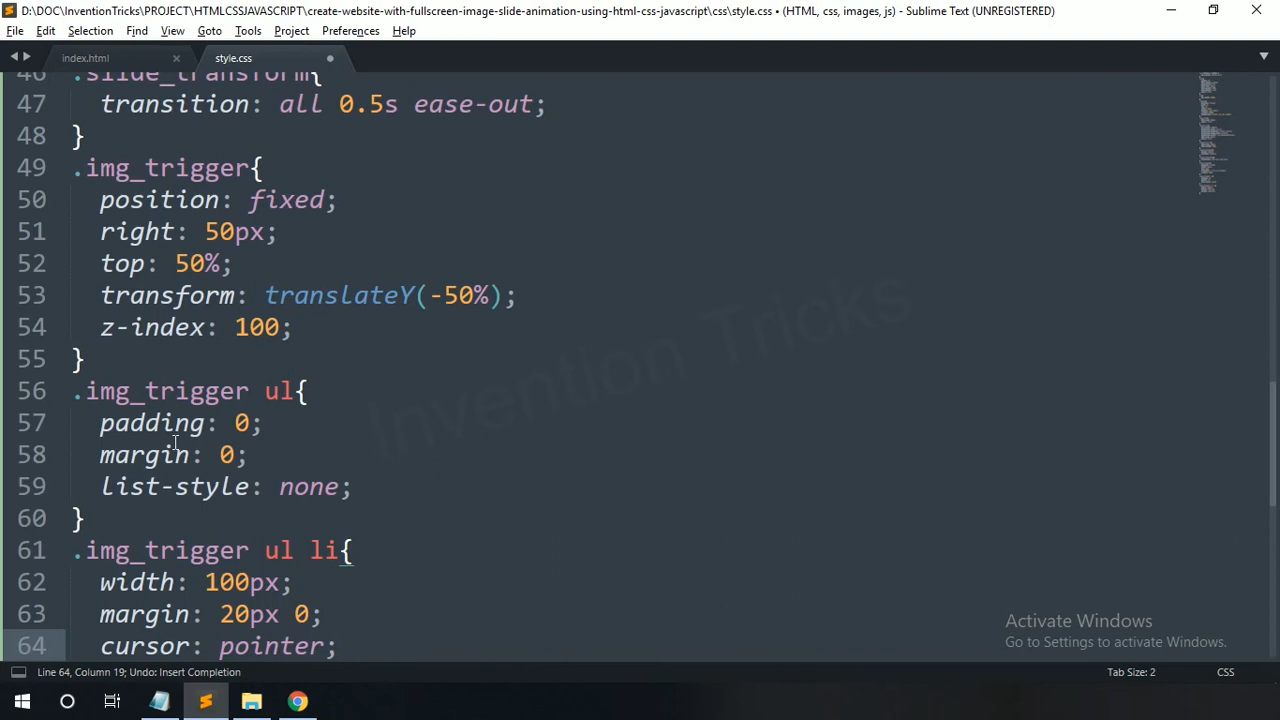 D:\DOC\InventionTricks\PROJECT\HTMLCSSJAVASCRIPT\create-website-with-fullscreen-image-slide-animation-using-html-css-javascript\css\style.css • (HTML, css, images, js) - Sublime Text (UNREGISTERED)
File Edit Selection Find View Goto Tools Project Preferences Help
index.html style.css
46 .slide_transform{
47 transition: all 0.5s ease-out;
48 }
49 .img_trigger{
50 position: fixed;
51 right: 50px;
52 top: 50%;
53 transform: translateY(-50%);
54 z-index: 100;
55 }
56 .img_trigger ul{
57 padding: 0;
58 margin: 0;
59 list-style: none;
60 }
61 .img_trigger ul li{
62 width: 100px;
63 margin: 20px 0;
64 cursor: pointer;
Invention Tricks
Activate Windows
Go to Settings to activate Windows.
Line 64, Column 19; Undo: Insert Completion Tab Size: 2 CSS